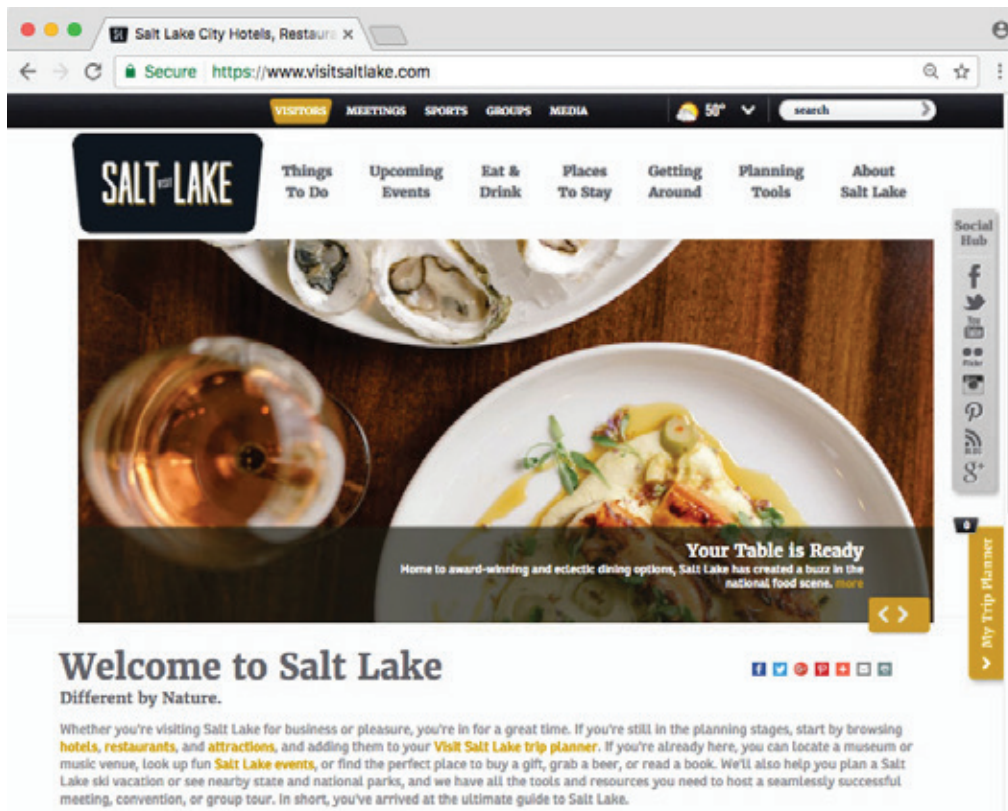 Salt Lake City Hotels, Restaura
Secure https://www.visitsaltlake.com
VISITORS MEETINGS SPORTS GROUPS MEDIA 50° search
SALT VISIT LAKE
Things To Do
Upcoming Events
Eat & Drink
Places To Stay
Getting Around
Planning Tools
About Salt Lake
Social
Hub
You
Tube
flickr
BLOG
g+
0
My Trip Planner
Your Table is Ready
Home to award-winning and eclectic dining options, Salt Lake has created a buzz in the
national food scene. more
Welcome to Salt Lake
Different by Nature.
Whether you're visiting Salt Lake for business or pleasure, you're in for a great time. If you're still in the planning stages, start by browsing
hotels, restaurants, and attractions, and adding them to your Visit Salt Lake trip planner. If you're already here, you can locate a museum or
music venue, look up fun Salt Lake events, or find the perfect place to buy a gift, grab a beer, or read a book. We'll also help you plan a Salt
Lake ski vacation or see nearby state and national parks, and we have all the tools and resources you need to host a seamlessly successful
meeting, convention, or group tour. In short, you've arrived at the ultimate guide to Salt Lake.